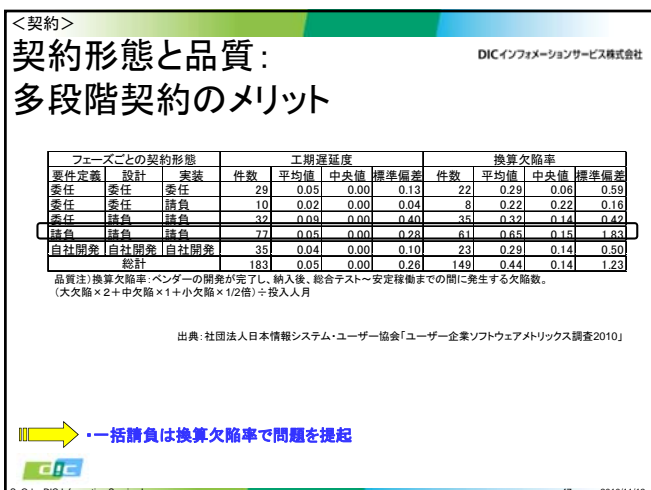 <契約>
契約形態と品質:
多段階契約のメリット
DICインフォメーションサービス株式会社
フェーズごとの契約形態 工期遅延度 換算欠陥率
要件定義 設計 実装 件数 平均値 中央値 標準偏差 件数 平均値 中央値 標準偏差
委任 委任 委任 29 0.05 0.00 0.13 22 0.29 0.06 0.59
委任 委任 請負 10 0.02 0.00 0.04 8 0.22 0.22 0.16
委任 請負 請負 32 0.09 0.00 0.40 35 0.32 0.14 0.42
請負 請負 請負 77 0.05 0.00 0.28 61 0.65 0.15 1.83
自社開発 自社開発 自社開発 35 0.04 0.00 0.10 23 0.29 0.14 0.50
総計 183 0.05 0.00 0.26 149 0.44 0.14 1.23
品質注)換算欠陥率:ベンダーの開発が完了し、納入後、総合テスト~安定稼働までの間に発生する欠陥数。
(大欠陥×2+中欠陥×1+小欠陥×1/2倍)÷投入人月
出典:社団法人日本情報システム・ユーザー協会「ユーザー企業ソフトウェアメトリックス調査2010」
・一括請負は換算欠陥率で問題を提起
dic